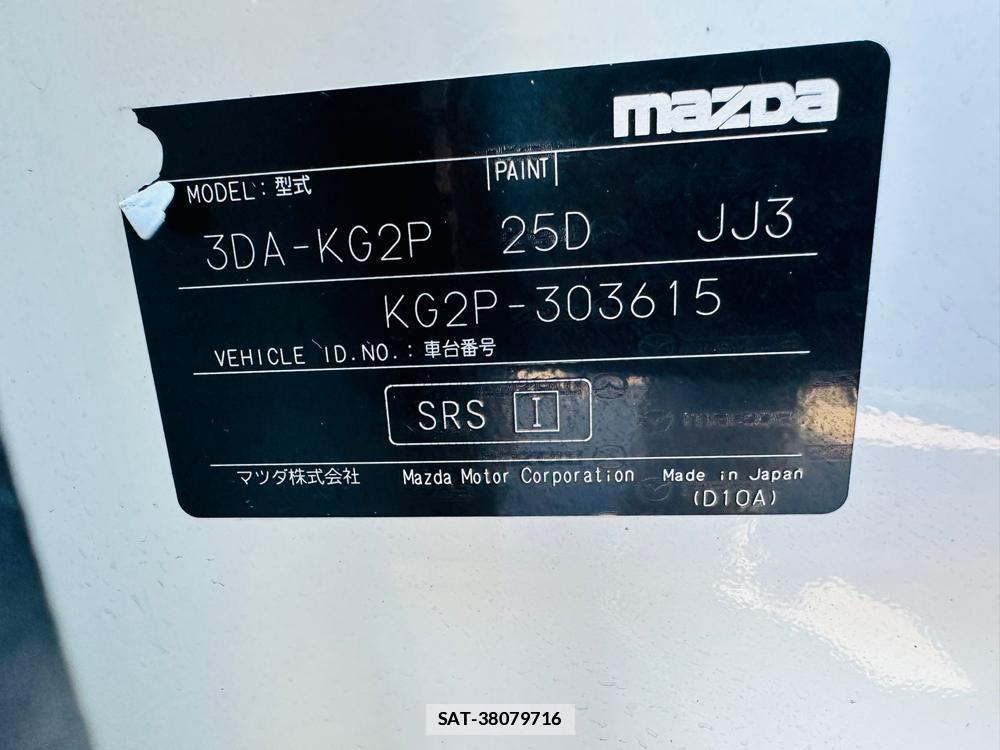 mazda
MODEL : 型式 PAINT
3DA-KG2P 25D JJ3
KG2P-303615
VEHICLE ID.NO. : 車台番号
SRS I
マツダ株式会社 Mazda Motor Corporation Made in Japan
(D10A)
SAT-38079716